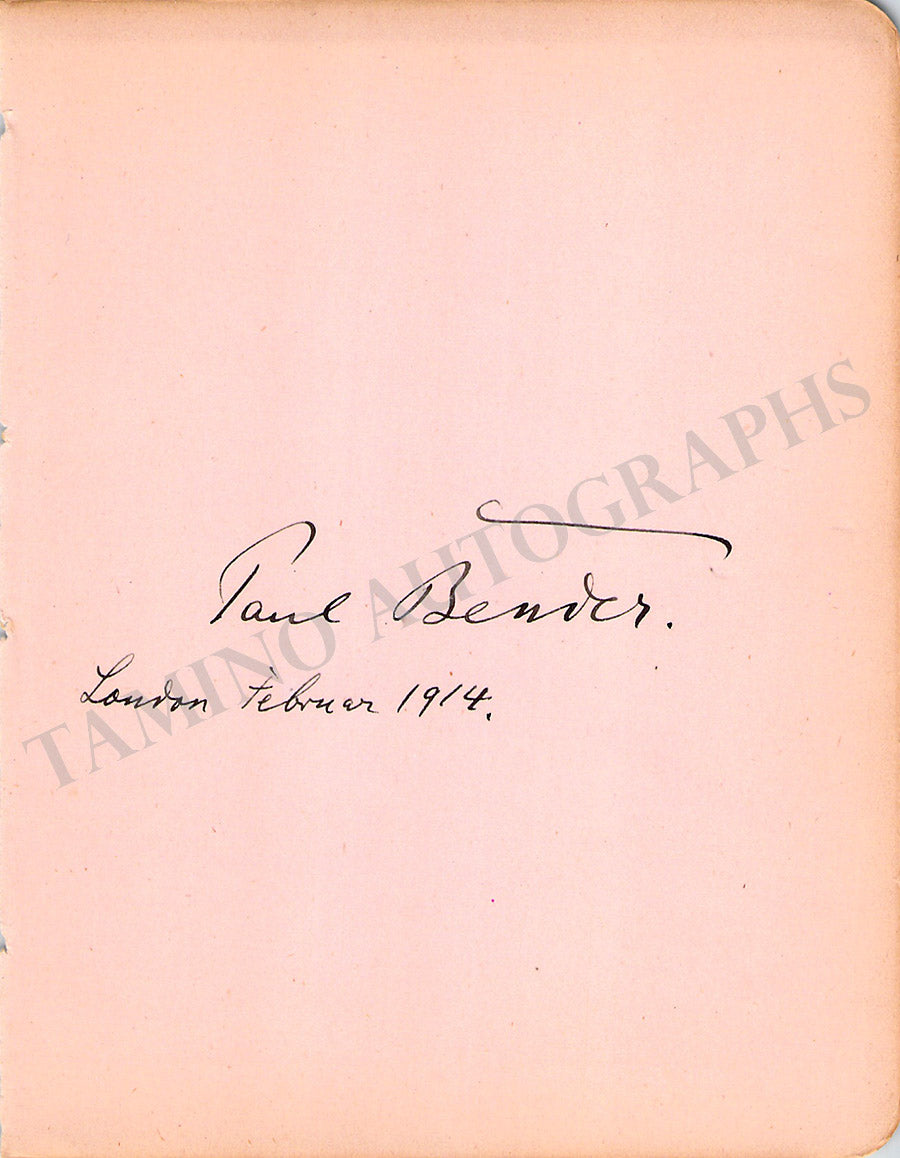 Paul Bender.
London Februar 1914.
TAMINO AUTOGRAPHS